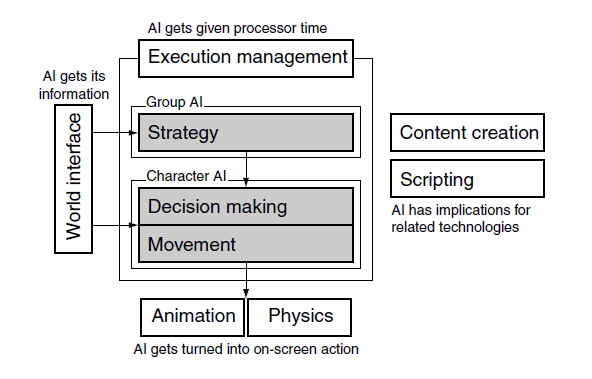 AI gets given processor time
Execution management
AI gets its
information
World interface
Group AI
Strategy
Character AI
Decision making
Movement
Animation
Physics
AI gets turned into on-screen action
Content creation
Scripting
AI has implications for
related technologies